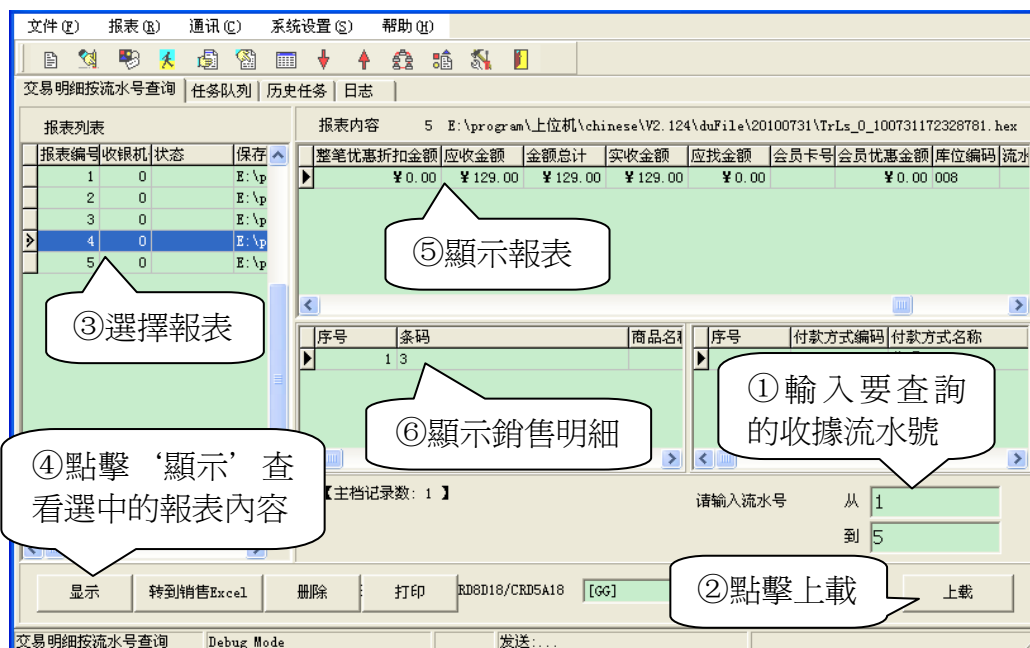 文件(F) 报表(R) 通讯(C) 系统设置(S) 帮助(H)
交易明细按流水号查询 任务队列 历史任务 日志
报表列表
报表编号 收银机 状态 保存
1 0 E:\p
2 0 E:\p
3 0 E:\p
4 0 E:\p
5 0 E:\p
③選擇報表
报表内容 5 E:\program\上位机\chinese\V2.124\duFile\20100731\TrLs_0_100731172328781.hex
整笔优惠折扣金额 应收金额 金额总计 实收金额 应找金额 会员卡号 会员优惠金额 库位编码 流水
¥0.00 ¥129.00 ¥129.00 ¥129.00 ¥0.00 ¥0.00 008
⑤顯示報表
序号 条码 商品名称
1 3
⑥顯示銷售明細
序号 付款方式编码 付款方式名称
①輸入要查詢
的收據流水號
④點擊‘顯示’查
看選中的報表內容
【主档记录数: 1 】
请输入流水号 从 1
到 5
显示 转到销售Excel 删除 打印 RD8D18/CRD5A18 [GG] 上载
②點擊上載
交易明细按流水号查询 Debug Mode 发送:...